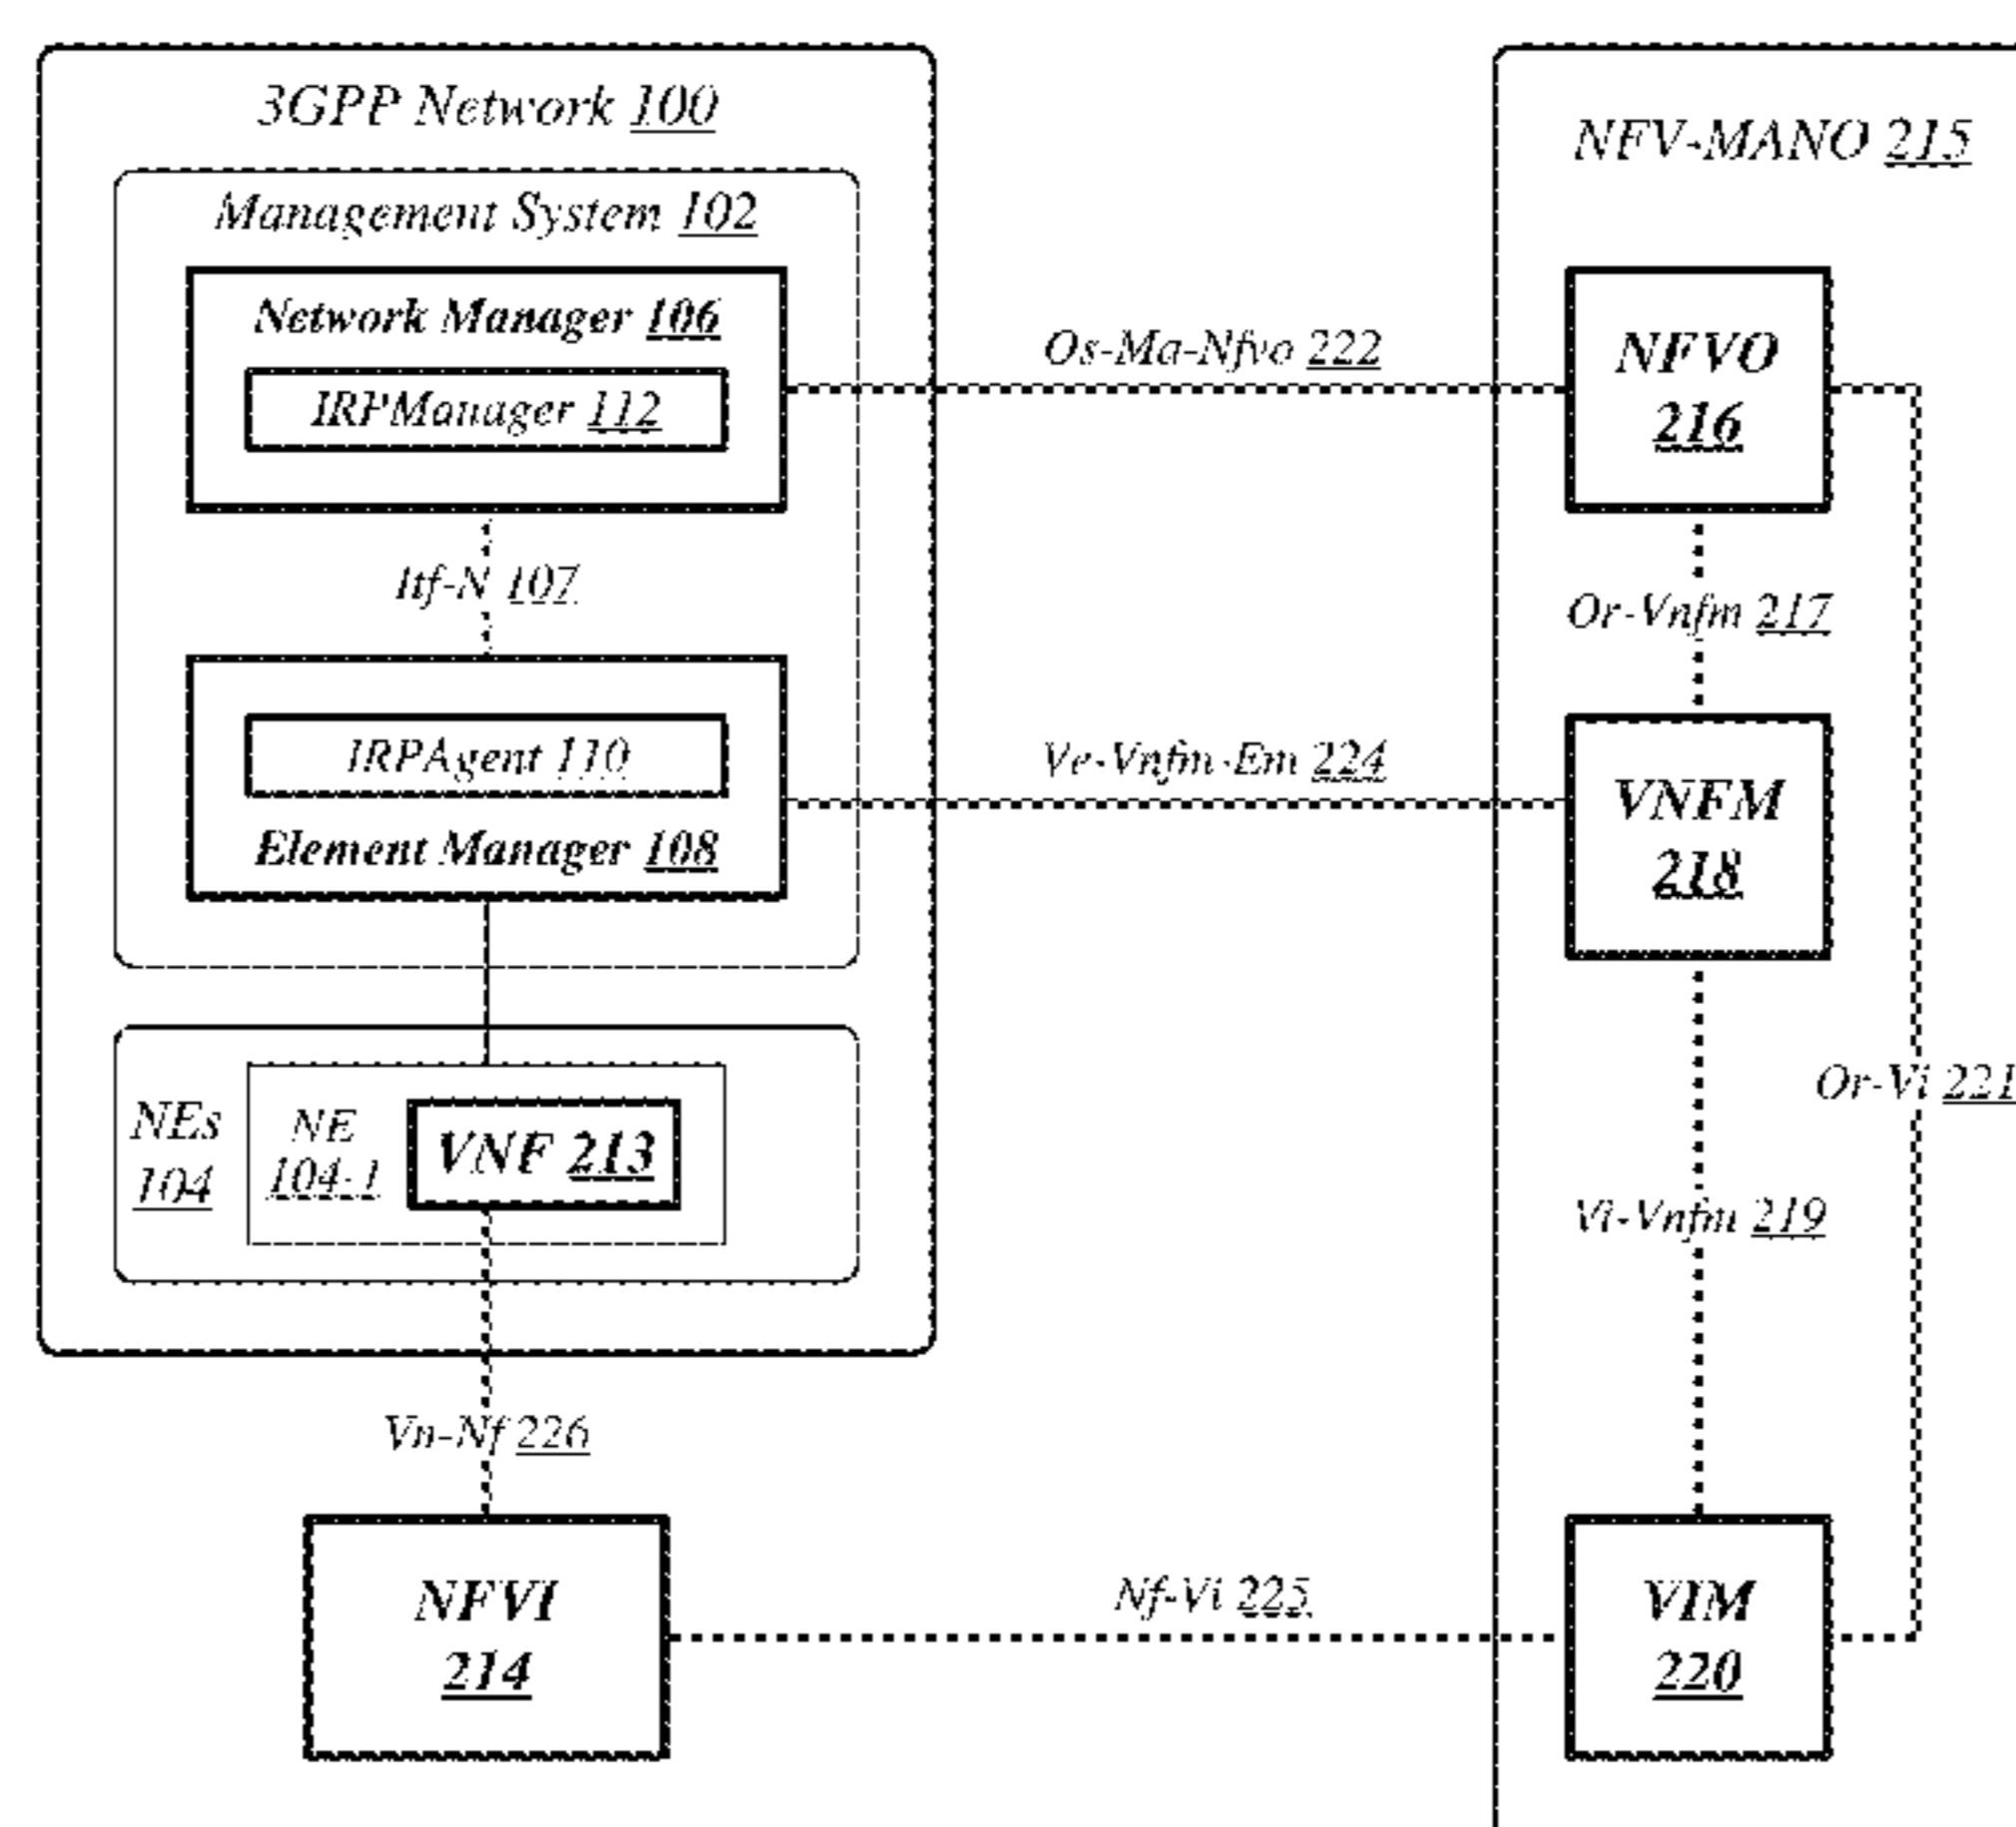 3GPP Network 100
NFV-MANO 215
Management System 102
Network Manager 106
IRPManager 112
Os-Ma-Nfvo 222
NFVO
216
Itf-N 107
Or-Vnfm 217
IRPAgent 110
Element Manager 108
Ve-Vnfm-Em 224
VNFM
218
Or-Vi 221
NEs
104
NE
104-1
VNF 213
Vi-Vnfm 219
Vn-Nf 226
NFVI
214
Nf-Vi 225
VIM
220